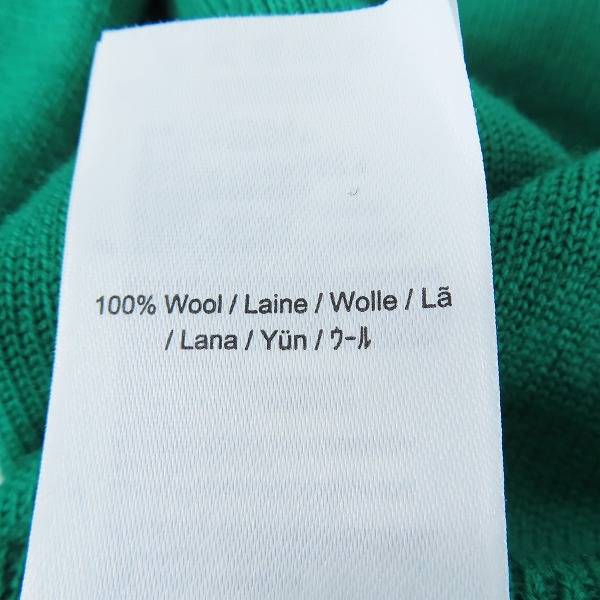 100% Wool / Laine / Wolle / Lã
/ Lana / Yün / ｳｰﾙ